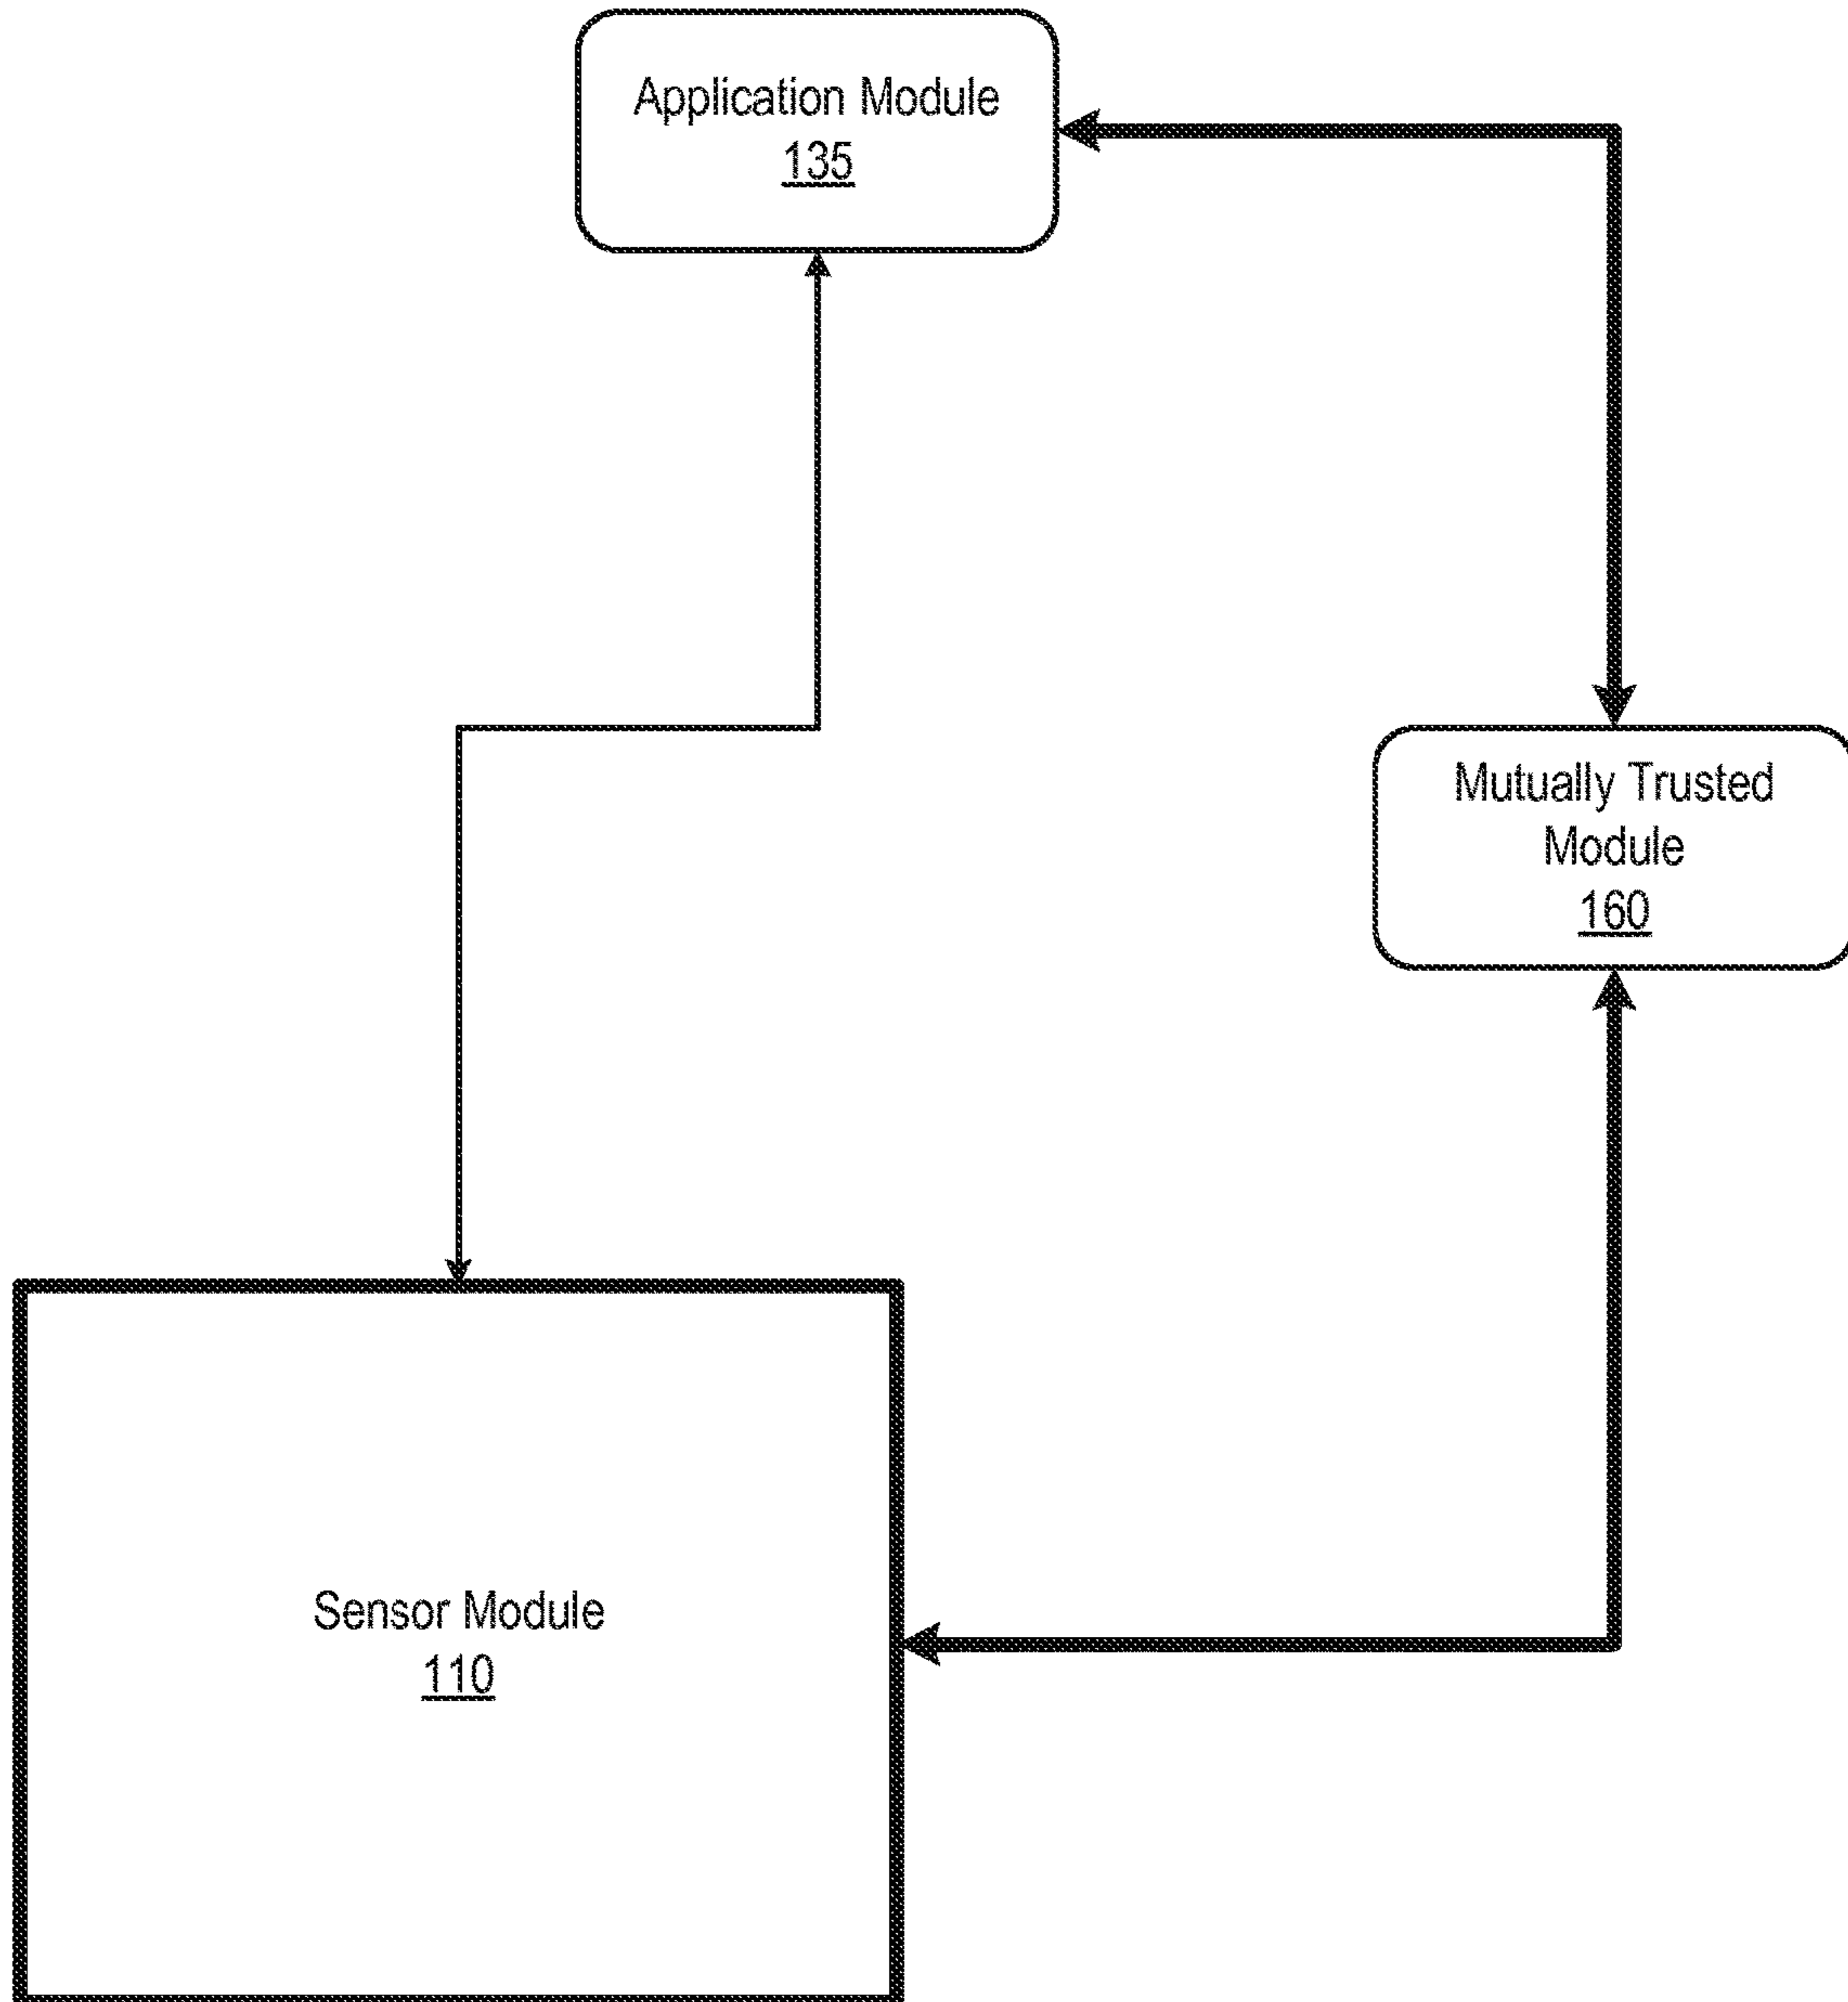 Application Module
135
Mutually Trusted
Module
160
Sensor Module
110